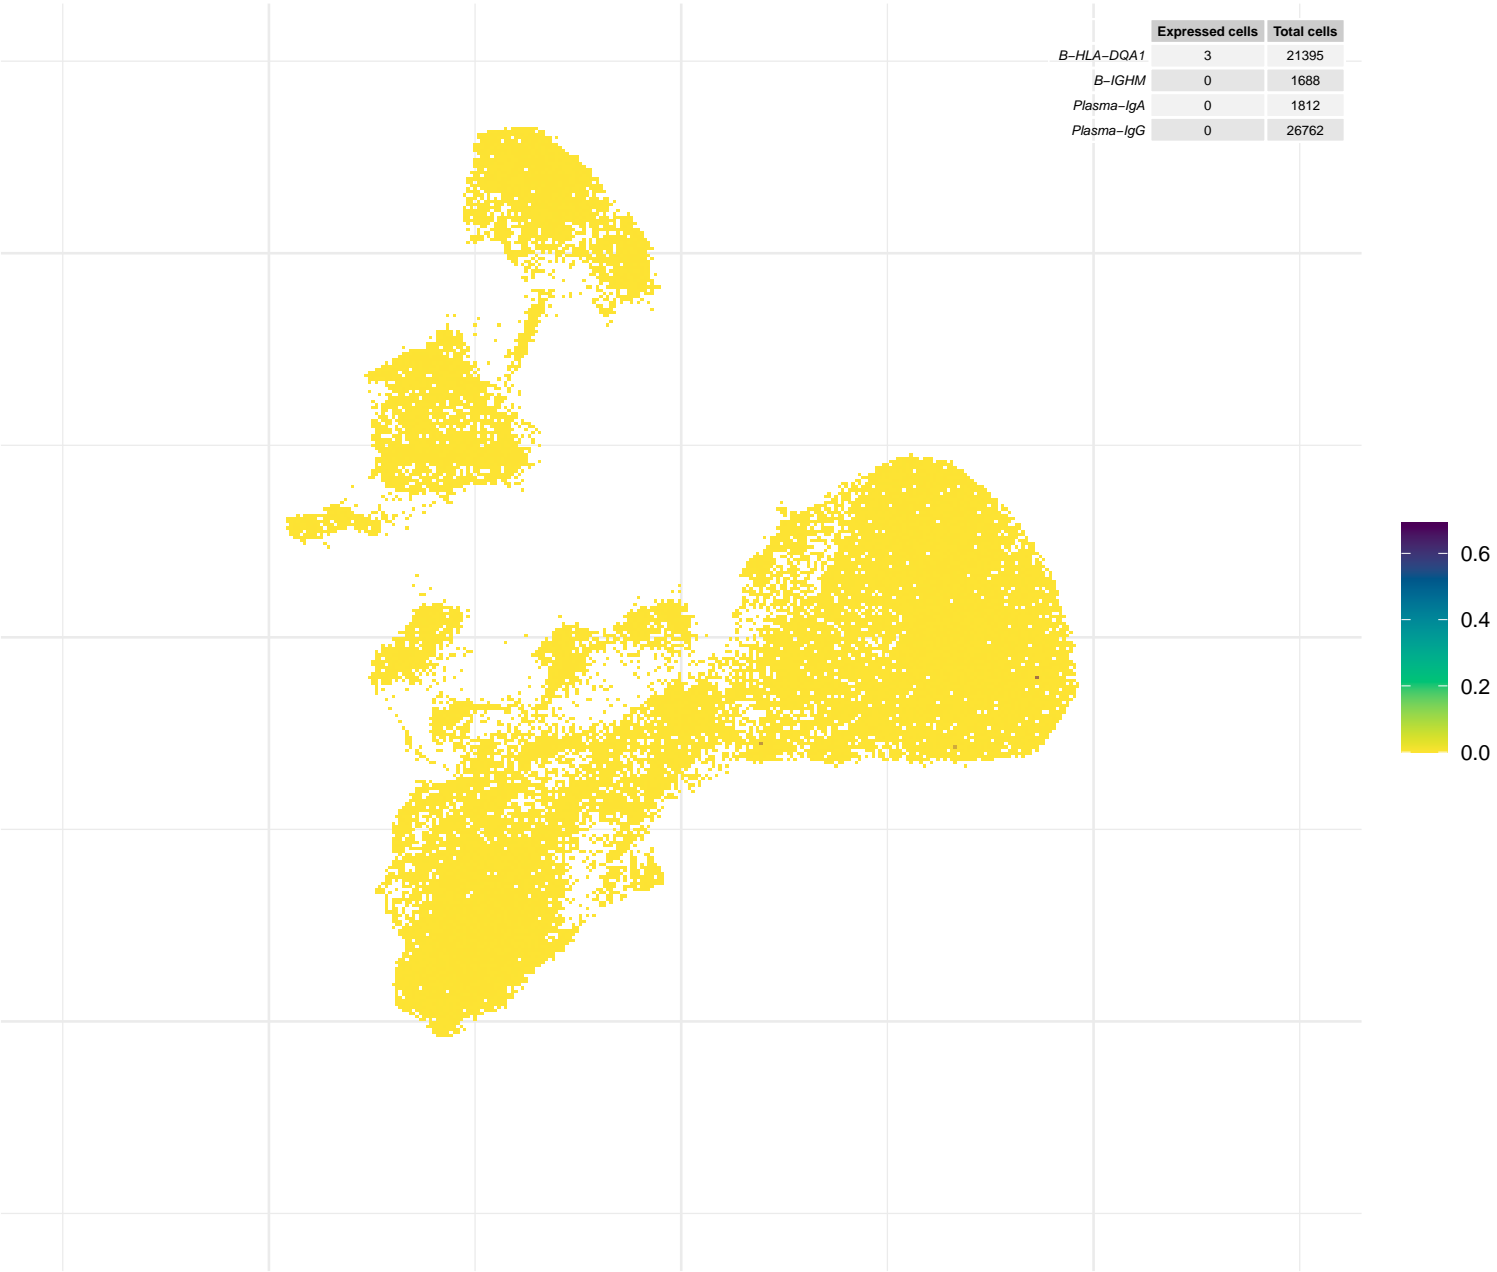 Expressed cells Total cells
B−HLA−DQA1 3 21395
B−IGHM 0 1688
Plasma−IgA 0 1812
Plasma−IgG 0 26762
0.6
0.4
0.2
0.0